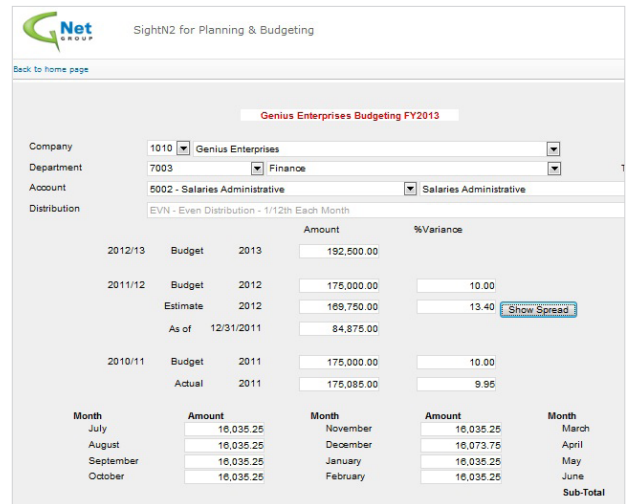 Net
GROUP
SightN2 for Planning & Budgeting
Back to home page
Genius Enterprises Budgeting FY2013
Company 1010 Genius Enterprises
Department 7003 Finance T
Account 5002 - Salaries Administrative Salaries Administrative
Distribution EVN - Even Distribution - 1/12th Each Month
Amount %Variance
2012/13 Budget 2013 192,500.00
2011/12 Budget 2012 175,000.00 10.00
Estimate 2012 169,750.00 13.40 Show Spread
As of 12/31/2011 84,875.00
2010/11 Budget 2011 175,000.00 10.00
Actual 2011 175,085.00 9.95
Month Amount Month Amount Month
July 16,035.25 November 16,035.25 March
August 16,035.25 December 16,073.75 April
September 16,035.25 January 16,035.25 May
October 16,035.25 February 16,035.25 June
Sub-Total